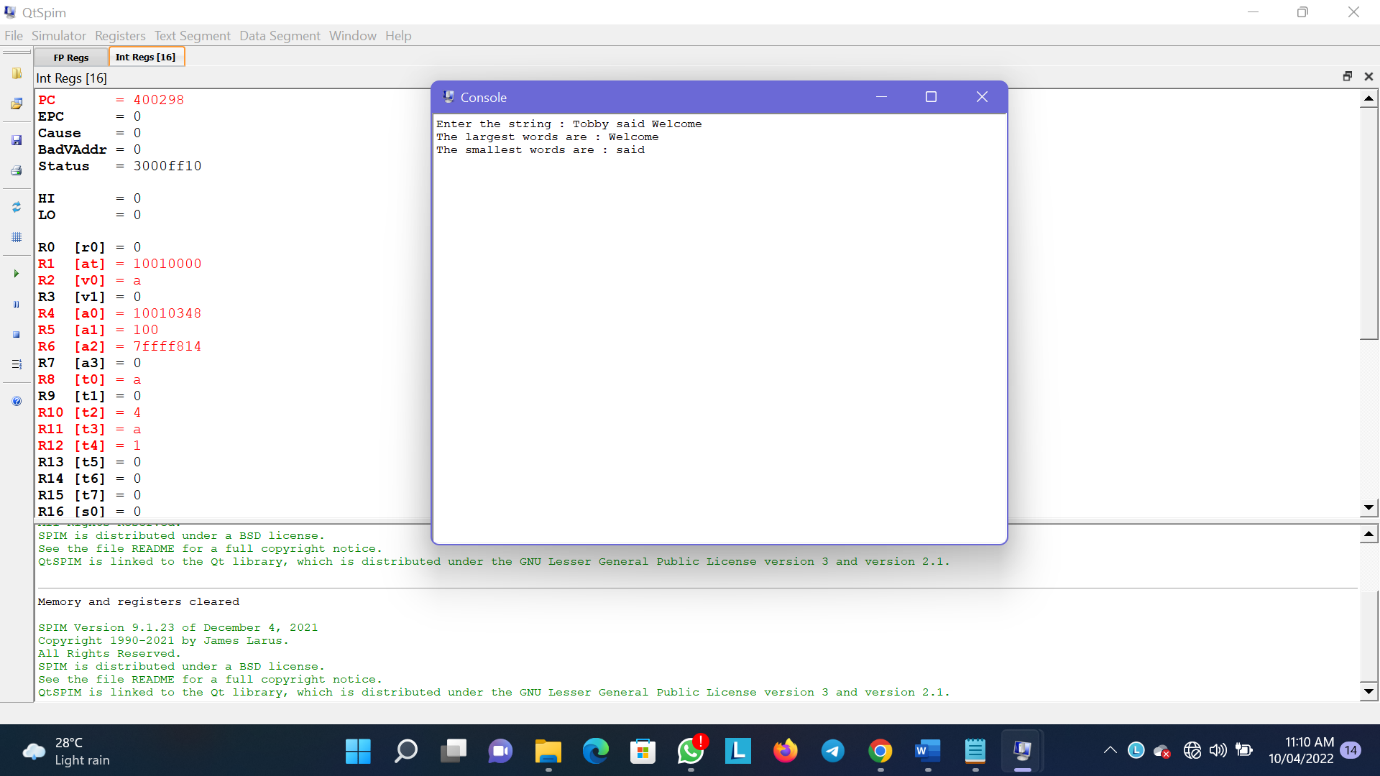 QtSpim
File Simulator Registers Text Segment Data Segment Window Help
FP Regs Int Regs [16]
Int Regs [16]
PC = 400298
EPC = 0
Cause = 0
BadVAddr = 0
Status = 3000ff10
HI = 0
LO = 0
R0 [r0] = 0
R1 [at] = 10010000
R2 [v0] = a
R3 [v1] = 0
R4 [a0] = 10010348
R5 [a1] = 100
R6 [a2] = 7ffff814
R7 [a3] = 0
R8 [t0] = a
R9 [t1] = 0
R10 [t2] = 4
R11 [t3] = a
R12 [t4] = 1
R13 [t5] = 0
R14 [t6] = 0
R15 [t7] = 0
R16 [s0] = 0
Console
Enter the string : Tobby said Welcome
The largest words are : Welcome
The smallest words are : said
All Rights Reserved.
SPIM is distributed under a BSD license.
See the file README for a full copyright notice.
QtSPIM is linked to the Qt library, which is distributed under the GNU Lesser General Public License version 3 and version 2.1.
Memory and registers cleared
SPIM Version 9.1.23 of December 4, 2021
Copyright 1990-2021 by James Larus.
All Rights Reserved.
SPIM is distributed under a BSD license.
See the file README for a full copyright notice.
QtSPIM is linked to the Qt library, which is distributed under the GNU Lesser General Public License version 3 and version 2.1.
28°C
Light rain
L
W
L
11:10 AM
10/04/2022
14